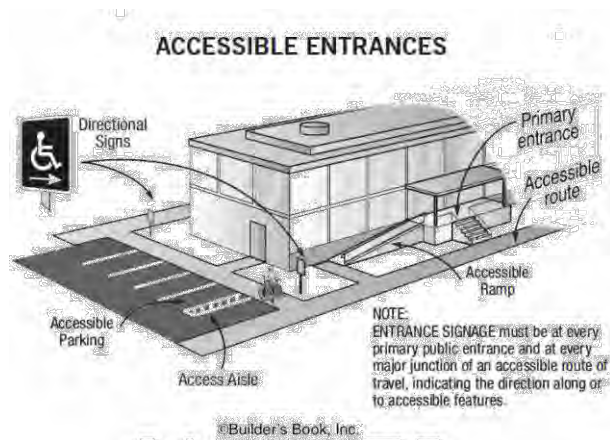 ACCESSIBLE ENTRANCES
Directional
Signs
Primary
entrance
Accessible
route
Accessible
Ramp
Accessible
Parking
Access Aisle
NOTE:
ENTRANCE SIGNAGE must be at every
primary public entrance and at every
major junction of an accessible route of
travel, indicating the direction along or
to accessible features.
©Builder's Book, Inc.